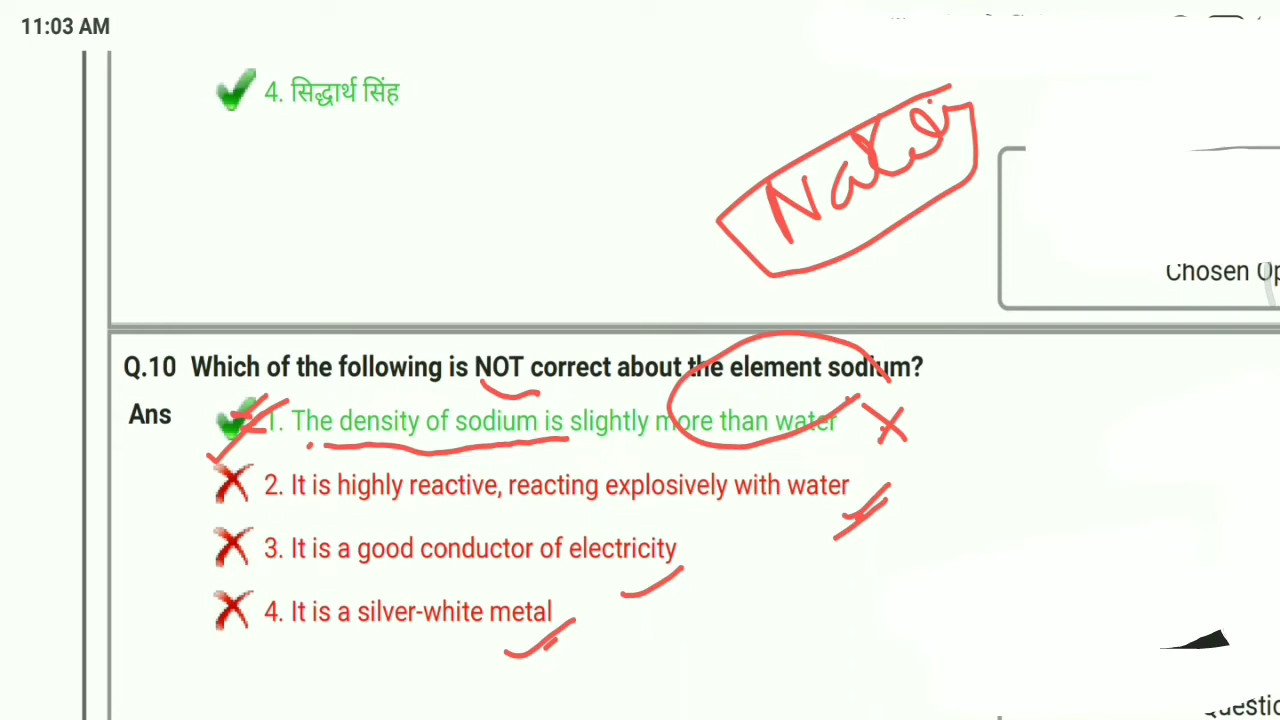 11:03 AM
4. सिद्धार्थ सिंह
Chosen
Q.10 Which of the following is NOT correct about the element sodium?
Ans
1. The density of sodium is slightly more than water
2. It is highly reactive, reacting explosively with water
3. It is a good conductor of electricity
4. It is a silver-white metal